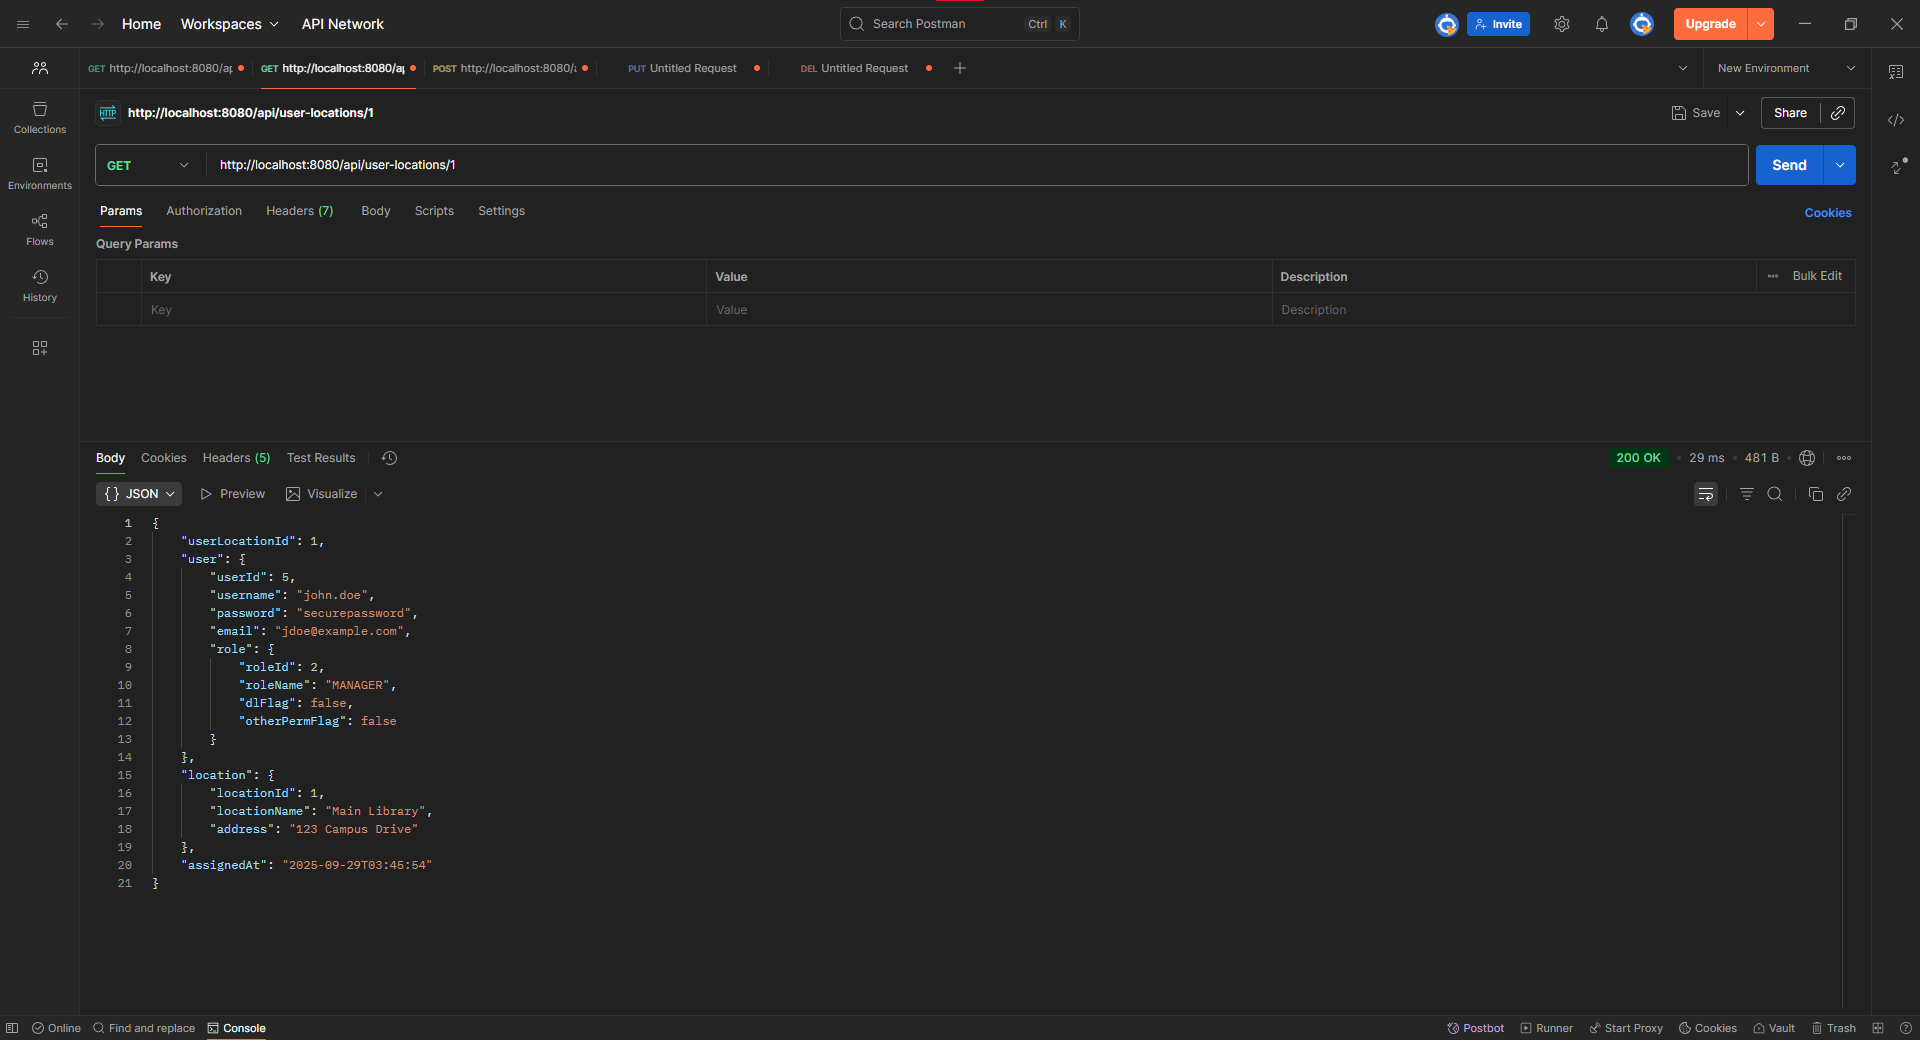 Home Workspaces API Network Search Postman Ctrl K Invite Upgrade
GET http://localhost:8080/ap GET http://localhost:8080/ap POST http://localhost:8080/a PUT Untitled Request DEL Untitled Request New Environment
HTTP http://localhost:8080/api/user-locations/1 Save Share
GET http://localhost:8080/api/user-locations/1 Send
Collections
Environments
Flows
History
Params Authorization Headers (7) Body Scripts Settings Cookies
Query Params
Key Value Description Bulk Edit
Key Value Description
Body Cookies Headers (5) Test Results 200 OK 29 ms 481 B
{} JSON Preview Visualize
1 {
2 "userLocationId": 1,
3 "user": {
4 "userId": 5,
5 "username": "john.doe",
6 "password": "securepassword",
7 "email": "jdoe@example.com",
8 "role": {
9 "roleId": 2,
10 "roleName": "MANAGER",
11 "dlFlag": false,
12 "otherPermFlag": false
13 }
14 },
15 "location": {
16 "locationId": 1,
17 "locationName": "Main Library",
18 "address": "123 Campus Drive"
19 },
20 "assignedAt": "2025-09-29T03:45:54"
21 }
Online Find and replace Console Postbot Runner Start Proxy Cookies Vault Trash